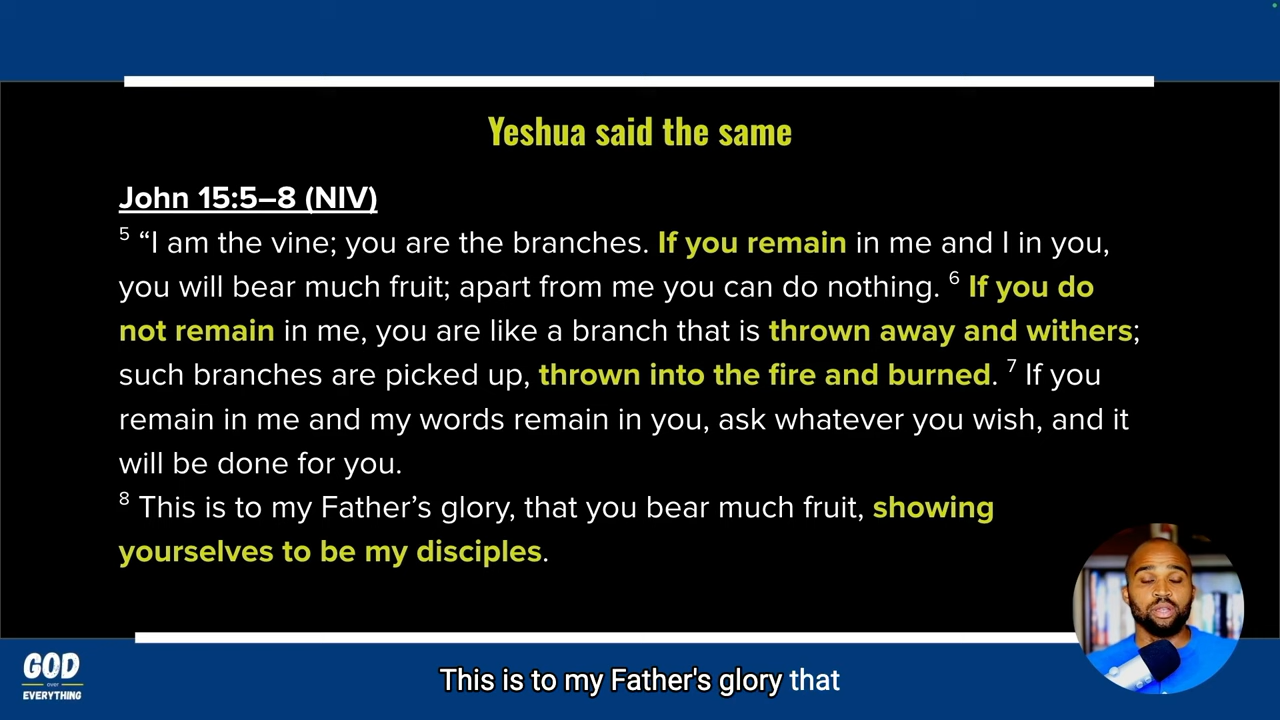 Yeshua said the same
John 15:5–8 (NIV)
5 “I am the vine; you are the branches. If you remain in me and I in you,
you will bear much fruit; apart from me you can do nothing. 6 If you do
not remain in me, you are like a branch that is thrown away and withers;
such branches are picked up, thrown into the fire and burned. 7 If you
remain in me and my words remain in you, ask whatever you wish, and it
will be done for you.
8 This is to my Father’s glory, that you bear much fruit, showing
yourselves to be my disciples.
GOD
OVER
EVERYTHING
This is to my Father's glory that